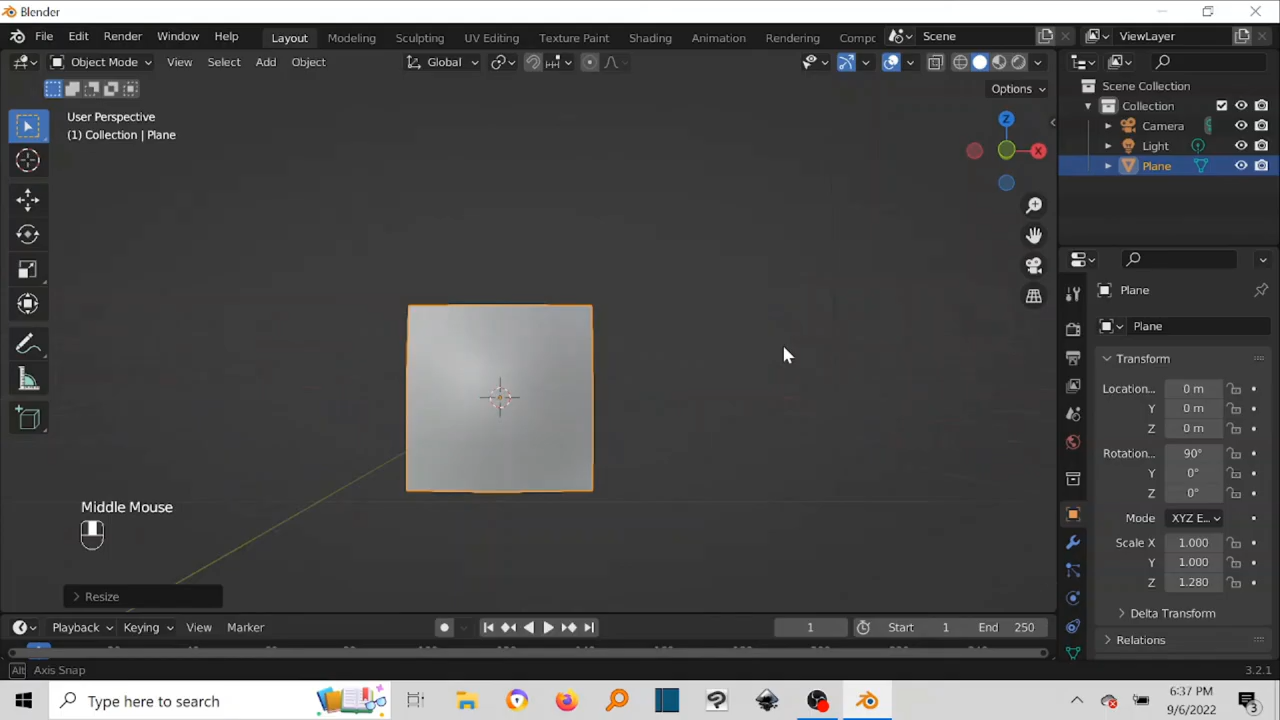 Blender
File Edit Render Window Help Layout Modeling Sculpting UV Editing Texture Paint Shading Animation Rendering Comp Scene ViewLayer
Object Mode View Select Add Object Global
Options
User Perspective
(1) Collection | Plane
Z
X
Scene Collection
Collection
Camera
Light
Plane
Plane
Plane
Transform
Location... 0 m
Y 0 m
Z 0 m
Rotation... 90°
Y 0°
Z 0°
Mode XYZ E...
Scale X 1.000
Y 1.000
Z 1.280
Delta Transform
Relations
Middle Mouse
Resize
Playback Keying View Marker 1 Start 1 End 250
Alt Axis Snap 3.2.1
Type here to search
6:37 PM
9/6/2022
3